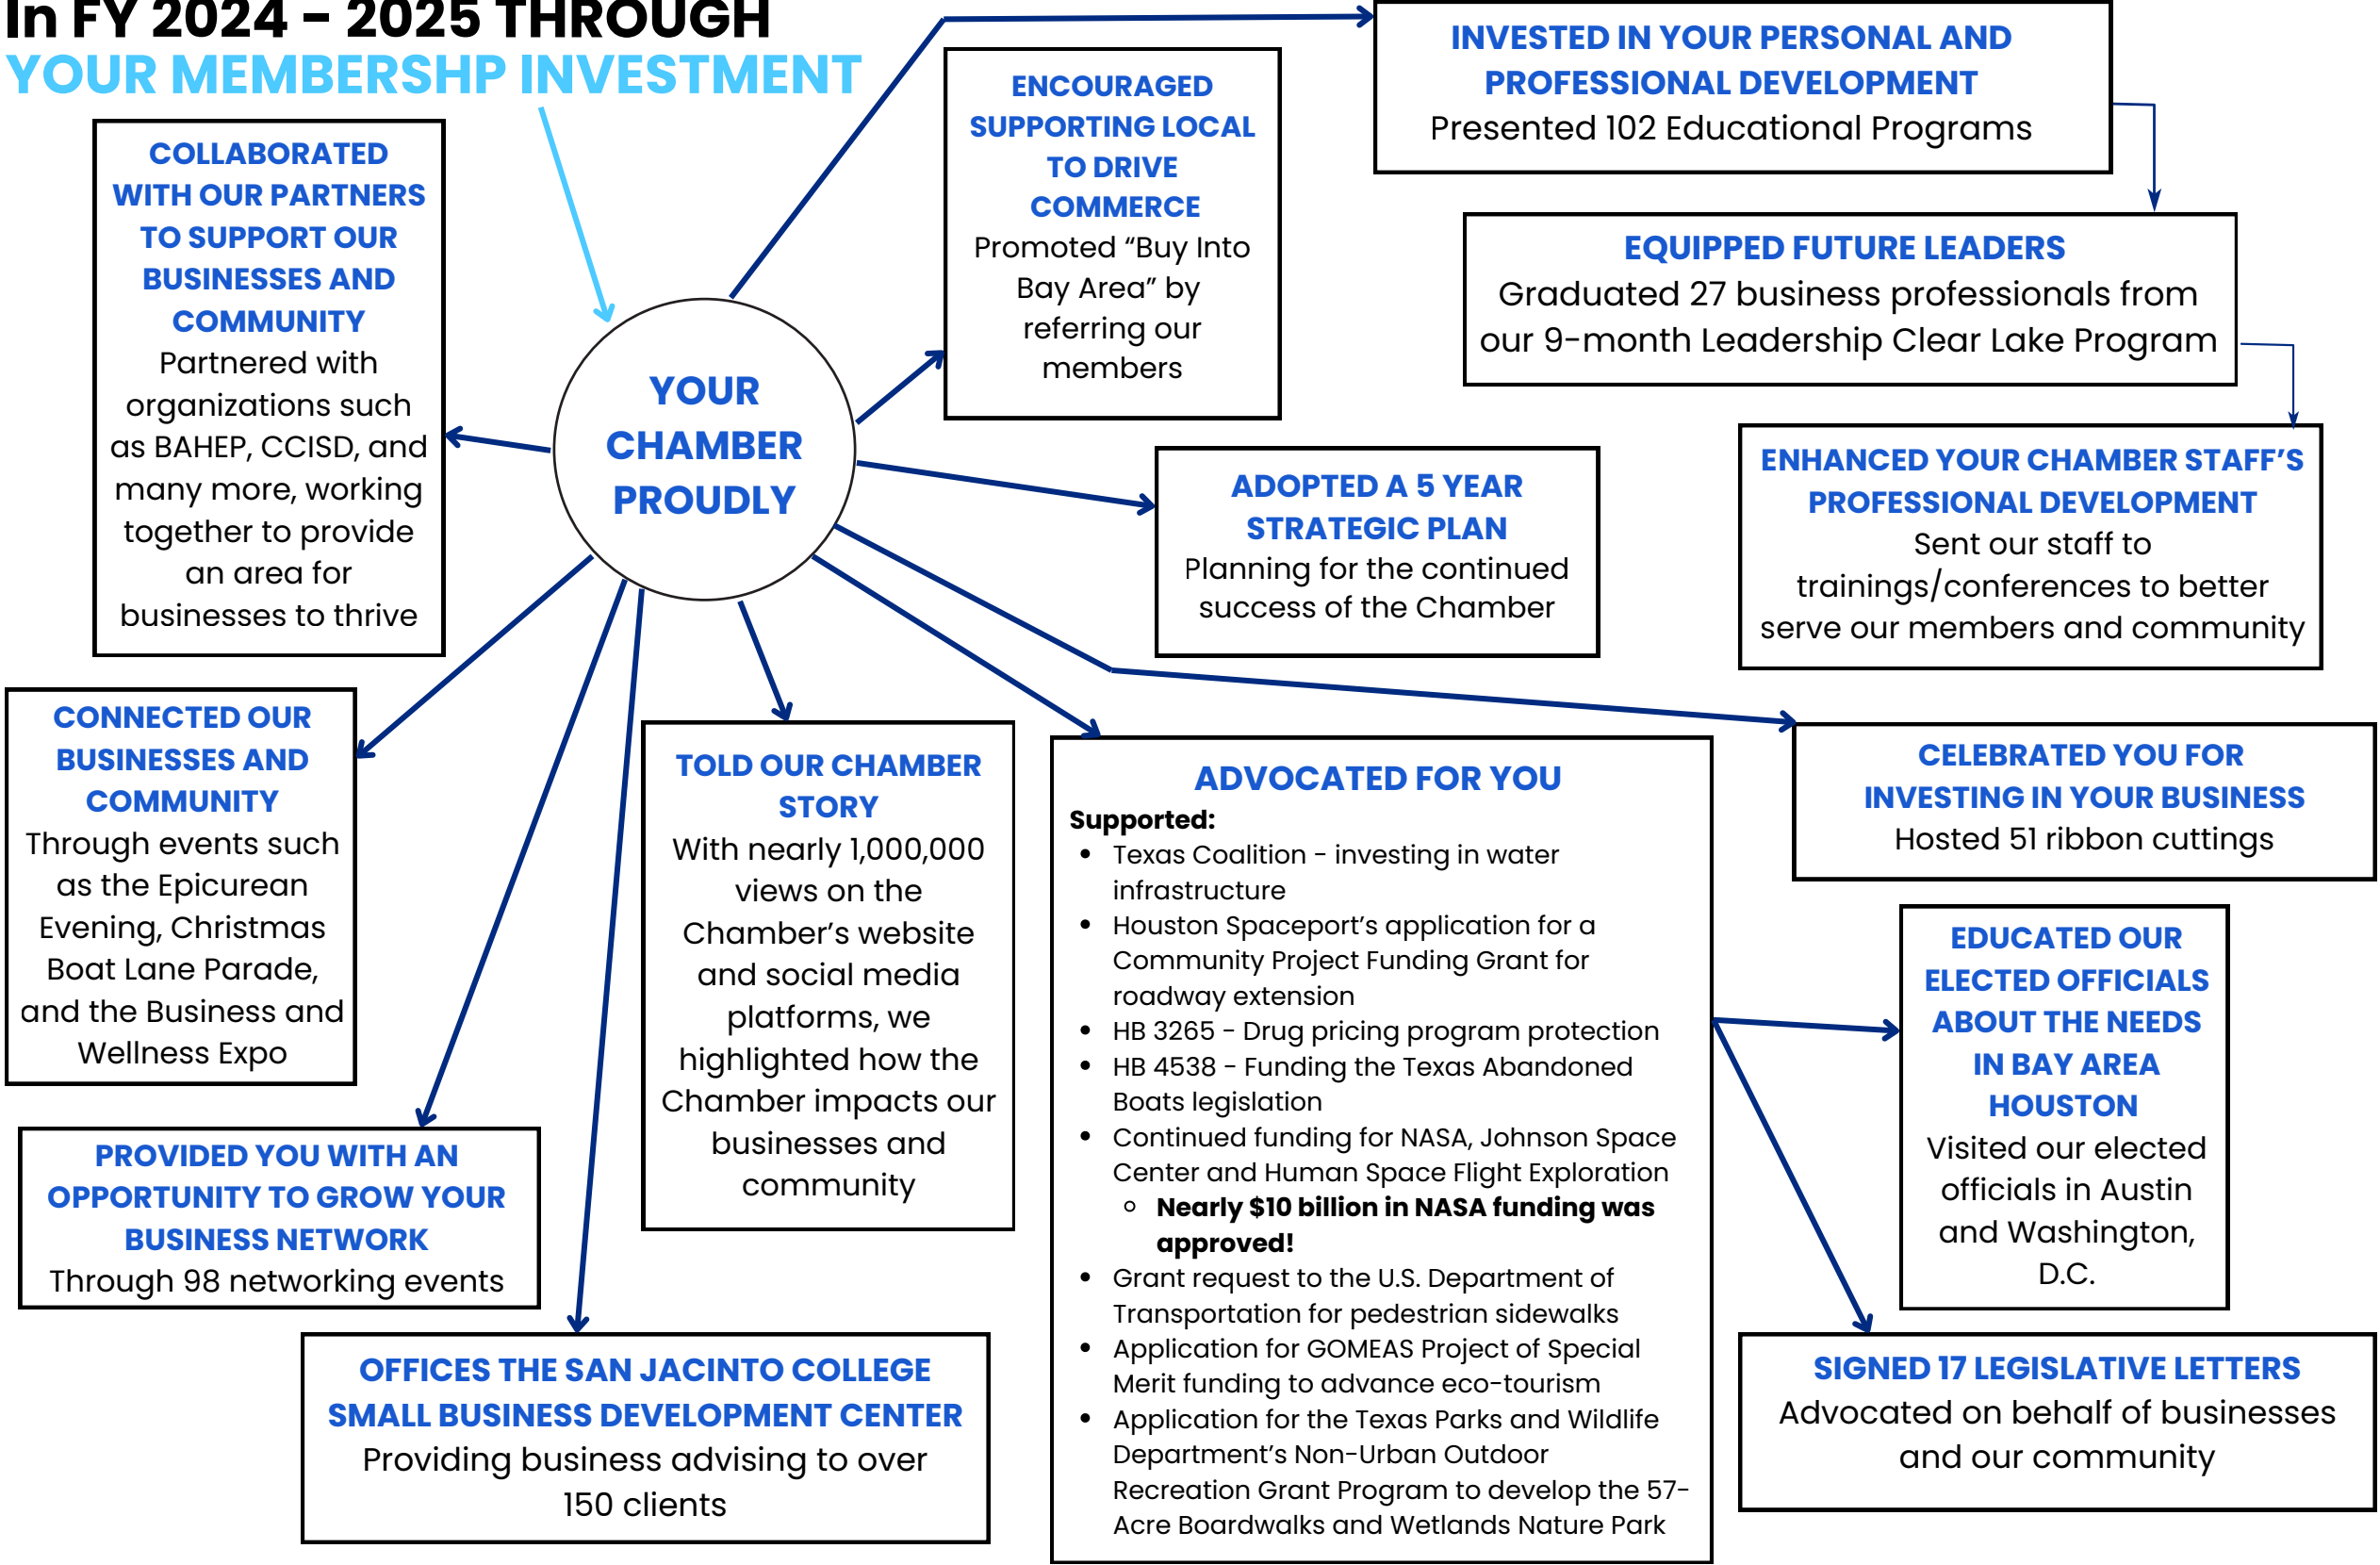 In FY 2024 - 2025 THROUGH
YOUR MEMBERSHP INVESTMENT
YOUR
CHAMBER
PROUDLY
COLLABORATED
WITH OUR PARTNERS
TO SUPPORT OUR
BUSINESSES AND
COMMUNITY
Partnered with
organizations such
as BAHEP, CCISD, and
many more, working
together to provide
an area for
businesses to thrive
ENCOURAGED
SUPPORTING LOCAL
TO DRIVE
COMMERCE
Promoted “Buy Into
Bay Area” by
referring our
members
INVESTED IN YOUR PERSONAL AND
PROFESSIONAL DEVELOPMENT
Presented 102 Educational Programs
EQUIPPED FUTURE LEADERS
Graduated 27 business professionals from
our 9-month Leadership Clear Lake Program
ENHANCED YOUR CHAMBER STAFF’S
PROFESSIONAL DEVELOPMENT
Sent our staff to
trainings/conferences to better
serve our members and community
ADOPTED A 5 YEAR
STRATEGIC PLAN
Planning for the continued
success of the Chamber
CONNECTED OUR
BUSINESSES AND
COMMUNITY
Through events such
as the Epicurean
Evening, Christmas
Boat Lane Parade,
and the Business and
Wellness Expo
PROVIDED YOU WITH AN
OPPORTUNITY TO GROW YOUR
BUSINESS NETWORK
Through 98 networking events
OFFICES THE SAN JACINTO COLLEGE
SMALL BUSINESS DEVELOPMENT CENTER
Providing business advising to over
150 clients
TOLD OUR CHAMBER
STORY
With nearly 1,000,000
views on the
Chamber’s website
and social media
platforms, we
highlighted how the
Chamber impacts our
businesses and
community
ADVOCATED FOR YOU
Supported:
• Texas Coalition - investing in water
infrastructure
• Houston Spaceport’s application for a
Community Project Funding Grant for
roadway extension
• HB 3265 - Drug pricing program protection
• HB 4538 - Funding the Texas Abandoned
Boats legislation
• Continued funding for NASA, Johnson Space
Center and Human Space Flight Exploration
◦ Nearly $10 billion in NASA funding was
approved!
• Grant request to the U.S. Department of
Transportation for pedestrian sidewalks
• Application for GOMEAS Project of Special
Merit funding to advance eco-tourism
• Application for the Texas Parks and Wildlife
Department’s Non-Urban Outdoor
Recreation Grant Program to develop the 57-
Acre Boardwalks and Wetlands Nature Park
CELEBRATED YOU FOR
INVESTING IN YOUR BUSINESS
Hosted 51 ribbon cuttings
EDUCATED OUR
ELECTED OFFICIALS
ABOUT THE NEEDS
IN BAY AREA
HOUSTON
Visited our elected
officials in Austin
and Washington,
D.C.
SIGNED 17 LEGISLATIVE LETTERS
Advocated on behalf of businesses
and our community